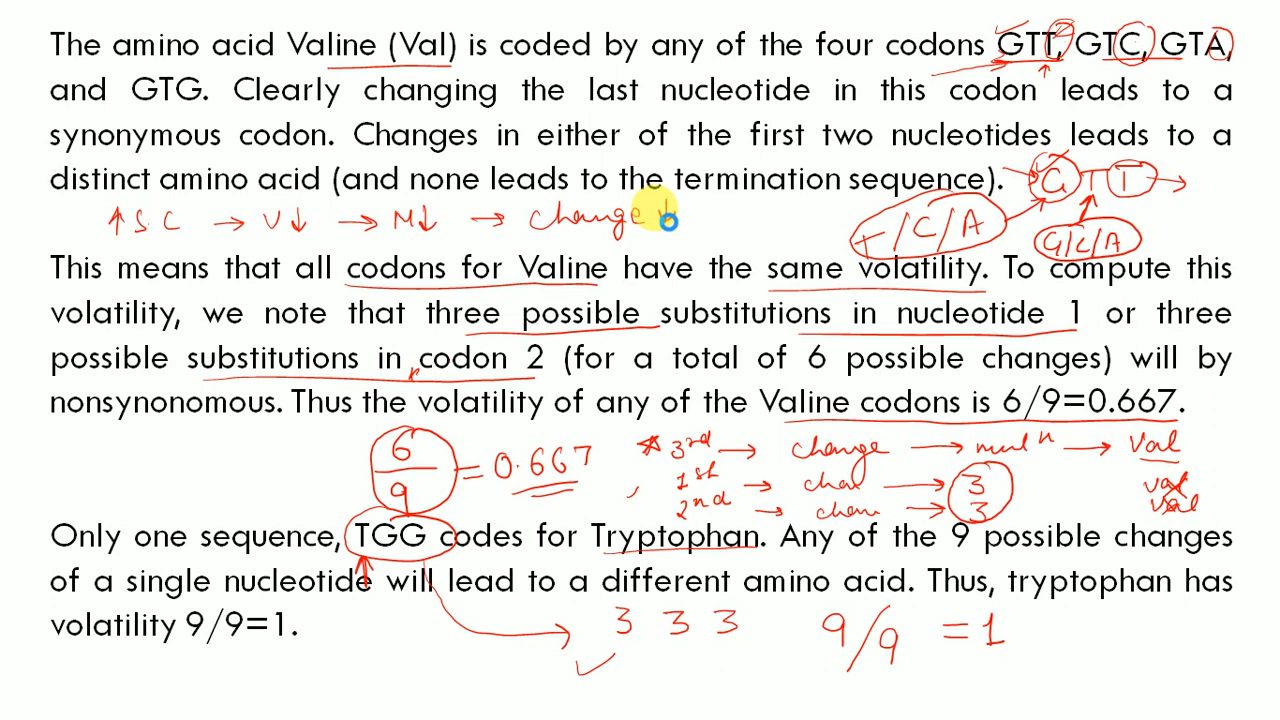 The amino acid Valine (Val) is coded by any of the four codons GTT, GTC, GTA,
and GTG. Clearly changing the last nucleotide in this codon leads to a
synonymous codon. Changes in either of the first two nucleotides leads to a
distinct amino acid (and none leads to the termination sequence). G T T
↑ S. C → V↓ → M↓ → change ↓ T/C/A G/C/A
This means that all codons for Valine have the same volatility. To compute this
volatility, we note that three possible substitutions in nucleotide 1 or three
possible substitutions in codon 2 (for a total of 6 possible changes) will by
nonsynonomous. Thus the volatility of any of the Valine codons is 6/9=0.667.
6/9 = 0.667
3rd → change → → Val
1st → → 3 val
2nd → → 3 val
Only one sequence, TGG codes for Tryptophan. Any of the 9 possible changes
of a single nucleotide will lead to a different amino acid. Thus, tryptophan has
volatility 9/9=1.
3 3 3 9/9 = 1